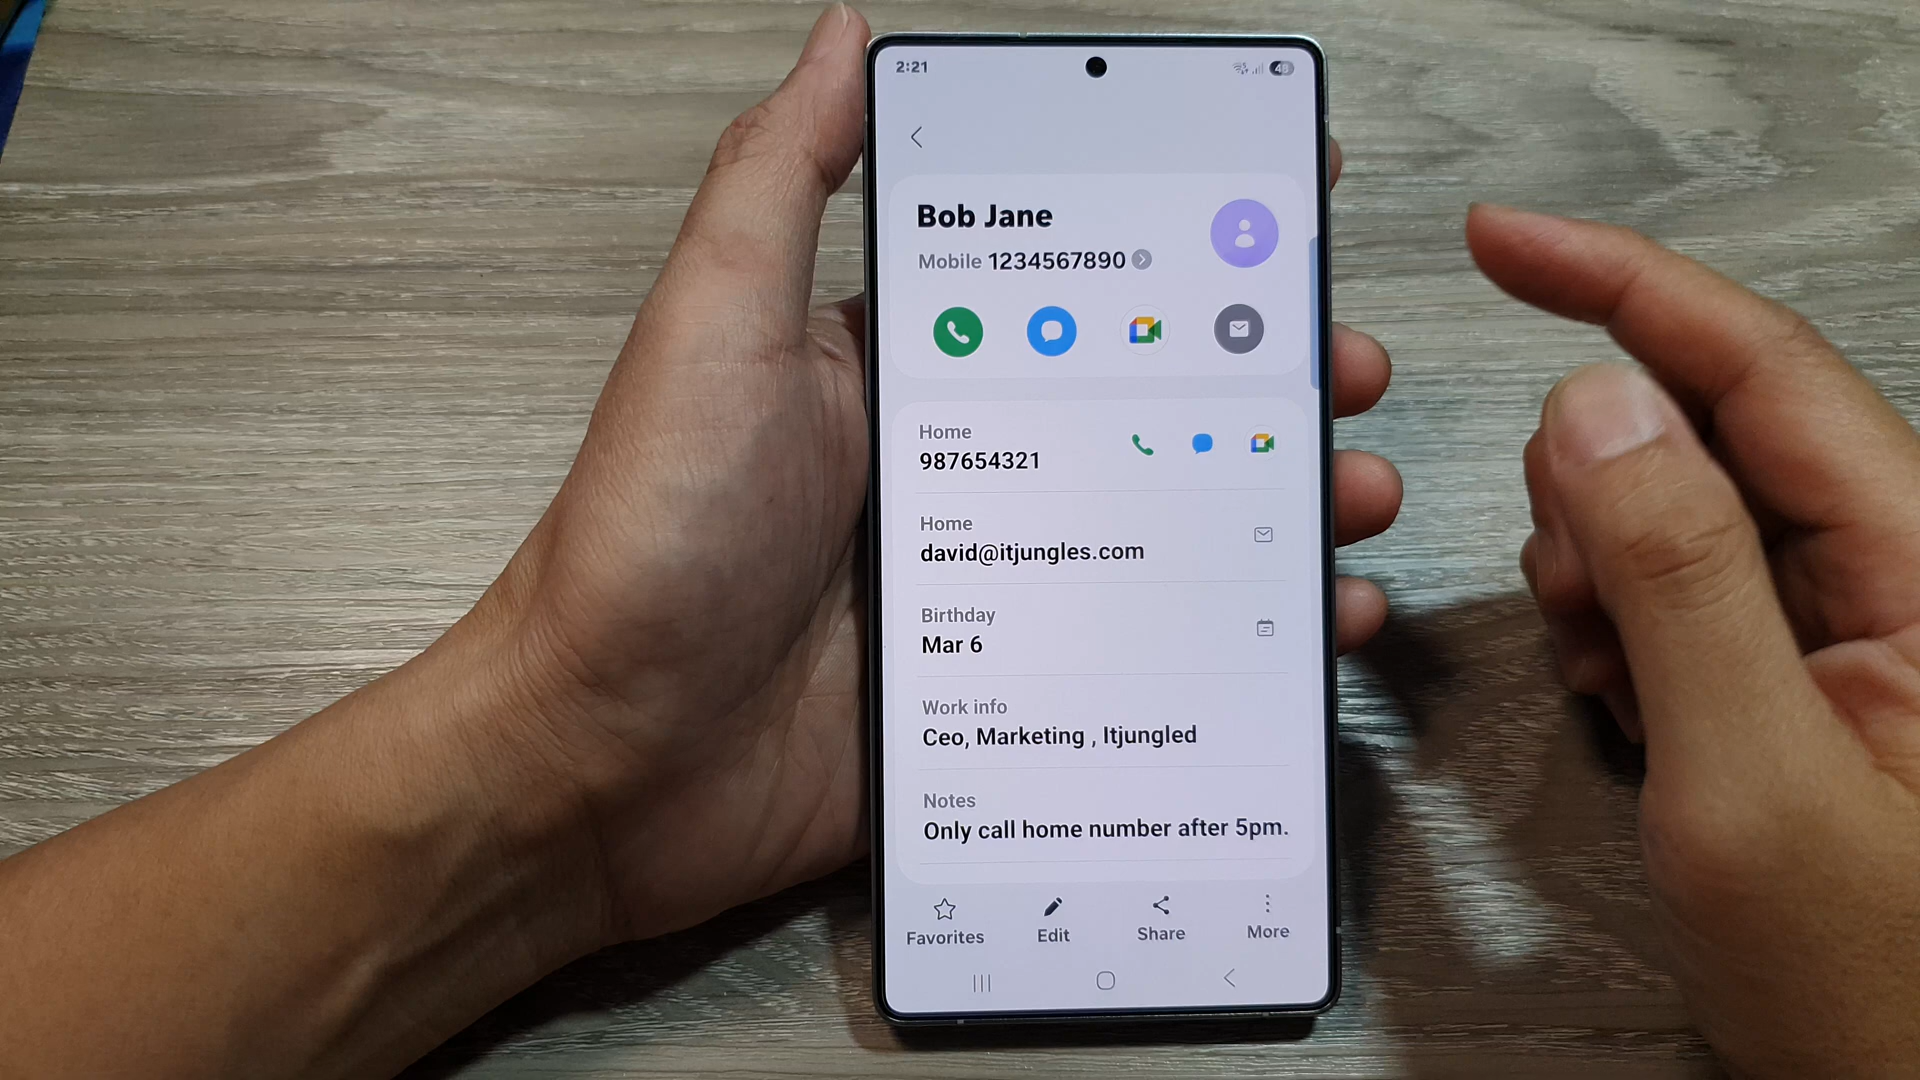 2:21
48
Bob Jane
Mobile 1234567890
Home
987654321
Home
david@itjungles.com
Birthday
Mar 6
Work info
Ceo, Marketing , Itjungled
Notes
Only call home number after 5pm.
Favorites
Edit
Share
More